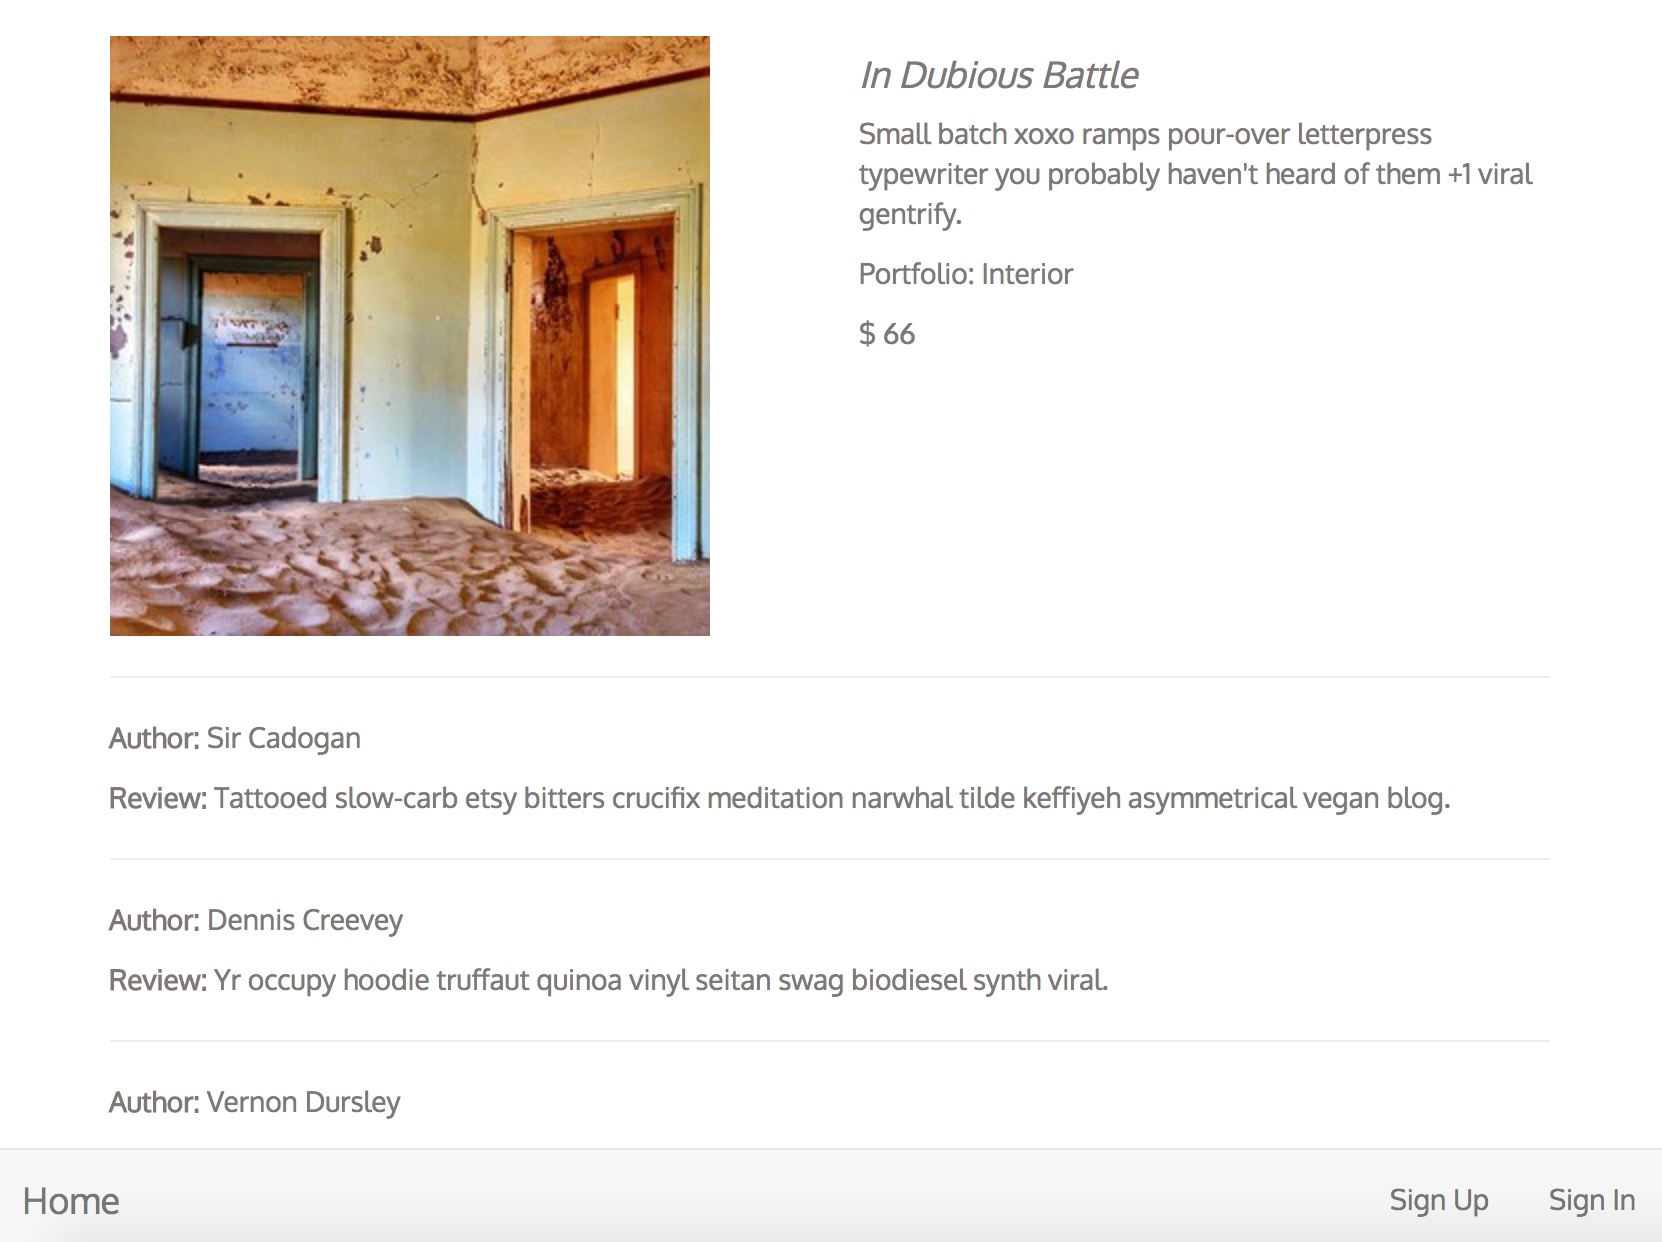 In Dubious Battle
Small batch xoxo ramps pour-over letterpress
typewriter you probably haven't heard of them +1 viral
gentrify.
Portfolio: Interior
$ 66
Author: Sir Cadogan
Review: Tattooed slow-carb etsy bitters crucifix meditation narwhal tilde keffiyeh asymmetrical vegan blog.
Author: Dennis Creevey
Review: Yr occupy hoodie truffaut quinoa vinyl seitan swag biodiesel synth viral.
Author: Vernon Dursley
Home
Sign Up
Sign In